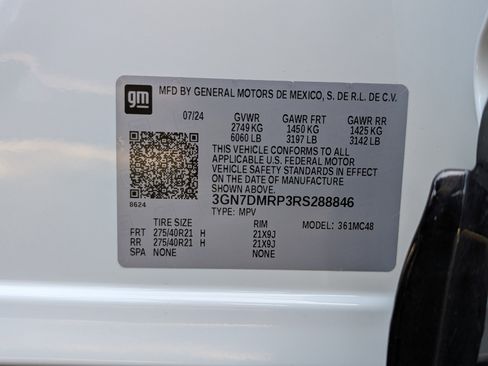 gm MFD BY GENERAL MOTORS DE MEXICO, S. DE R.L. DE C.V.
07/24 GVWR GAWR FRT GAWR RR
2749 KG 1450 KG 1425 KG
6060 LB 3197 LB 3142 LB
THIS VEHICLE CONFORMS TO ALL
APPLICABLE U.S. FEDERAL MOTOR
VEHICLE SAFETY STANDARDS IN EFFECT
ON THE DATE OF MANUFACTURE
SHOWN ABOVE.
8624 3GN7DMRP3RS288846
TYPE: MPV
TIRE SIZE RIM MODEL: 361MC48
FRT 275/40R21 H 21X9J
RR 275/40R21 H 21X9J
SPA NONE NONE